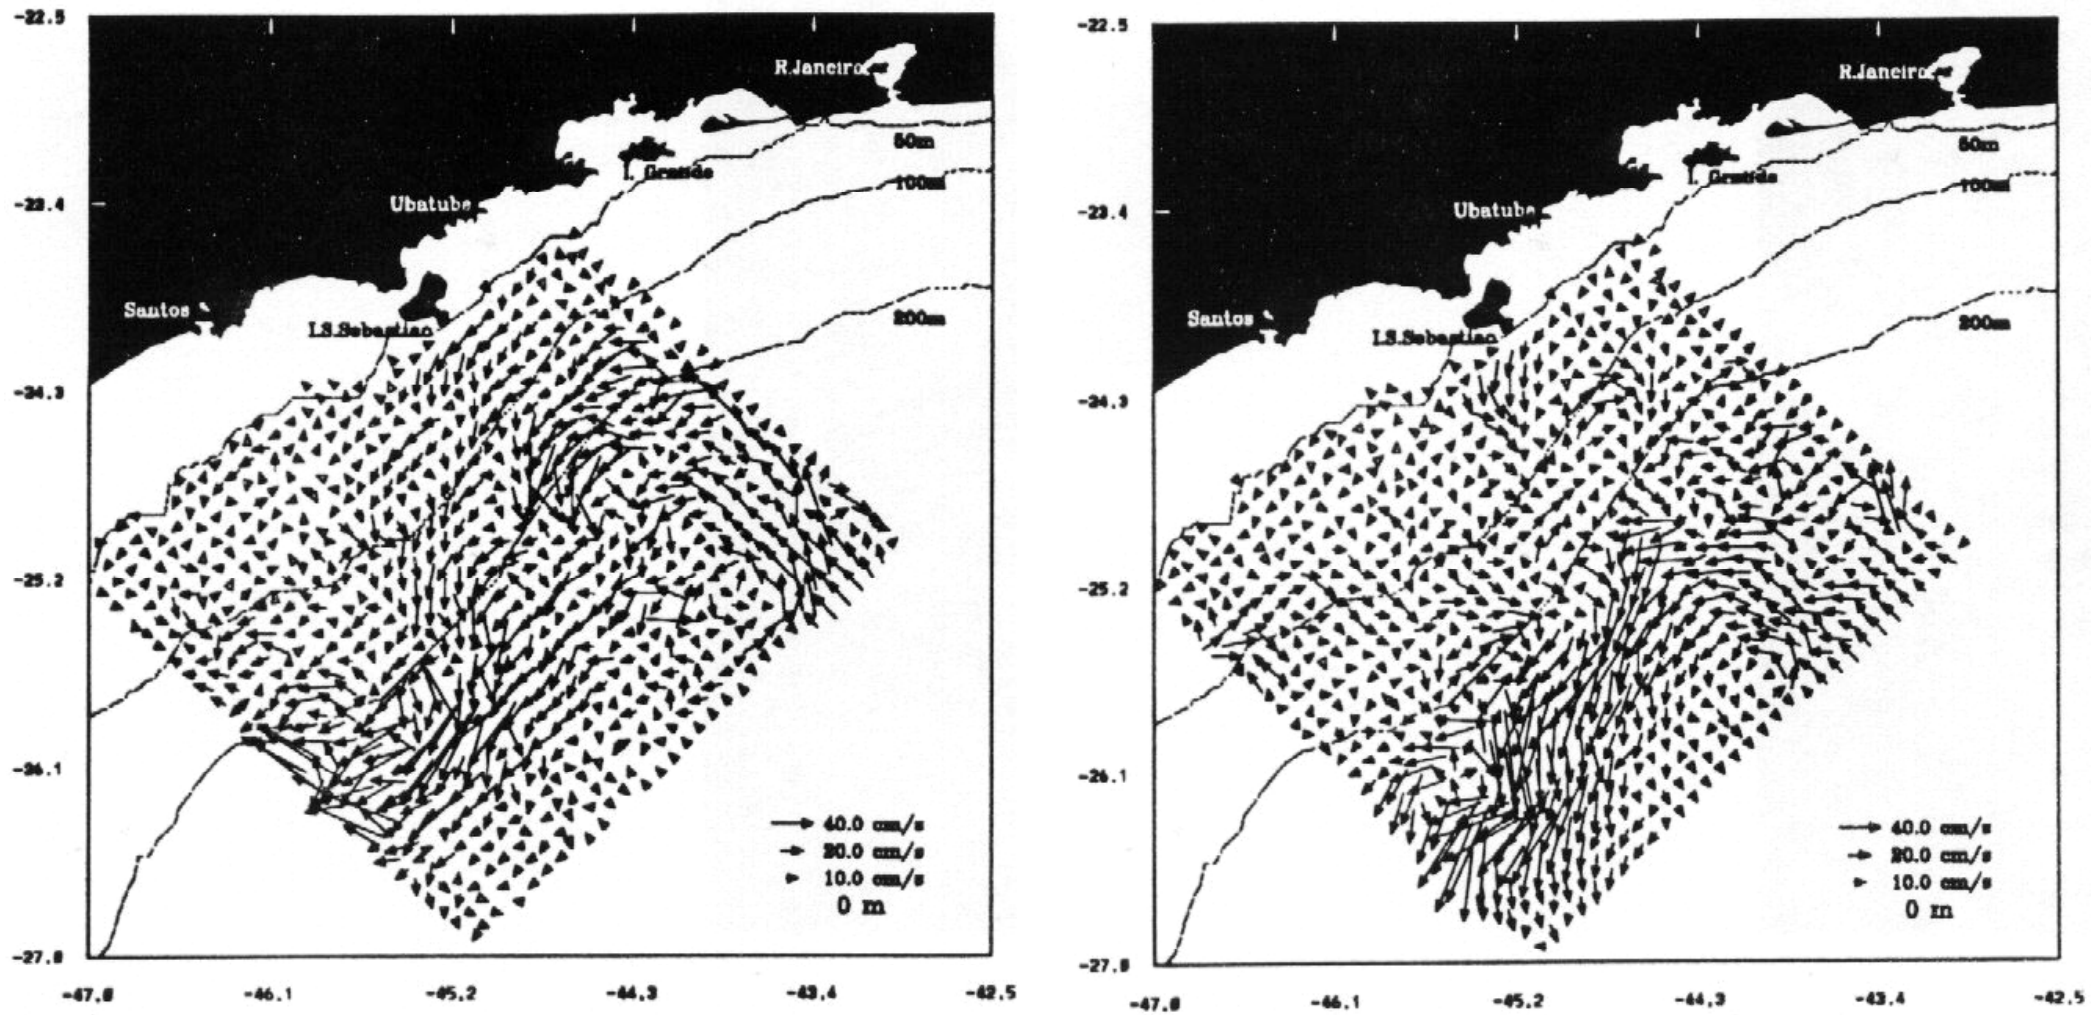 -22.5
R.Janeiro
50m
I. Grande
100m
-23.4
Ubatuba
Santos
I.S.Sebastiao
200m
-24.3
-25.2
-26.1
40.0 cm/s
20.0 cm/s
10.0 cm/s
0 m
-27.0
-47.0 -46.1 -45.2 -44.3 -43.4 -42.5
-22.5
R.Janeiro
50m
I. Grande
100m
-23.4
Ubatuba
Santos
I.S.Sebastiao
200m
-24.3
-25.2
-26.1
40.0 cm/s
20.0 cm/s
10.0 cm/s
0 m
-27.0
-47.0 -46.1 -45.2 -44.3 -43.4 -42.5